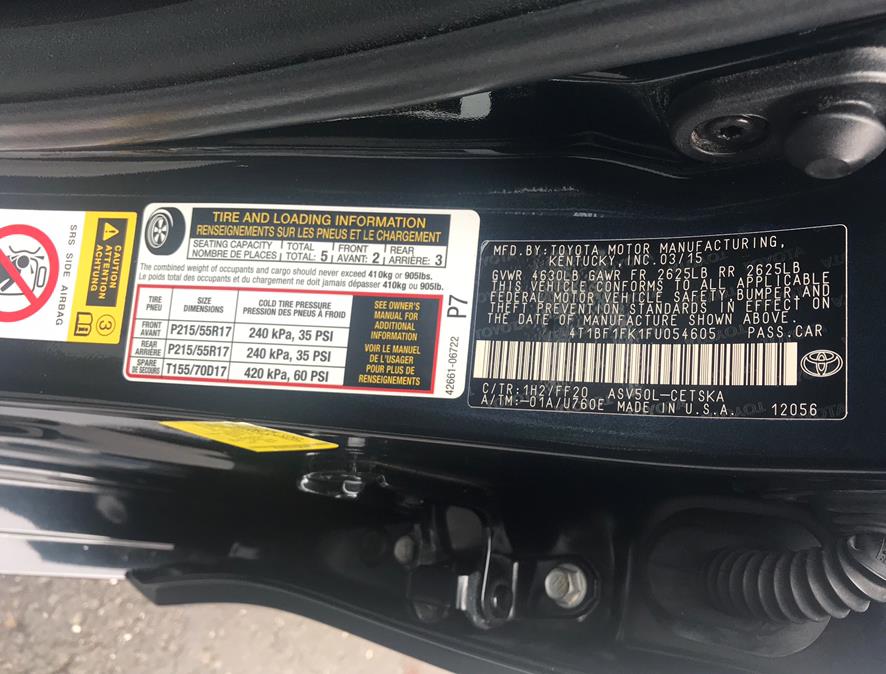 SRS SIDE AIRBAG
CAUTION
ATTENTION
ACHTUNG
3
TIRE AND LOADING INFORMATION
RENSEIGNEMENTS SUR LES PNEUS ET LE CHARGEMENT
SEATING CAPACITY TOTAL FRONT REAR
NOMBRE DE PLACES TOTAL: 5 AVANT: 2 ARRIÈRE: 3
The combined weight of occupants and cargo should never exceed 410kg or 905lbs.
Le poids total des occupants et du chargement ne doit jamais dépasser 410kg ou 905lb.
TIRE SIZE COLD TIRE PRESSURE
PNEU DIMENSIONS PRESSION DES PNEUS À FROID
FRONT
AVANT P215/55R17 240 kPa, 35 PSI
REAR
ARRIÈRE P215/55R17 240 kPa, 35 PSI
SPARE
DE SECOURS T155/70D17 420 kPa, 60 PSI
SEE OWNER'S
MANUAL FOR
ADDITIONAL
INFORMATION
VOIR LE MANUEL
DE L'USAGER
POUR PLUS DE
RENSEIGNEMENTS
P7
42661-06722
MFD.BY:TOYOTA MOTOR MANUFACTURING,
KENTUCKY,INC.03/15
GVWR 4630LB GAWR FR 2625LB RR 2625LB
THIS VEHICLE CONFORMS TO ALL APPLICABLE
FEDERAL MOTOR VEHICLE SAFETY,BUMPER,AND
THEFT PREVENTION STANDARDS IN EFFECT ON
THE DATE OF MANUFACTURE SHOWN ABOVE.
4T1BF1FK1FU054605 PASS.CAR
C/TR:1H2/FF20 ASV50L-CETSKA
A/TM:-01A/U760E MADE IN U.S.A. 12056